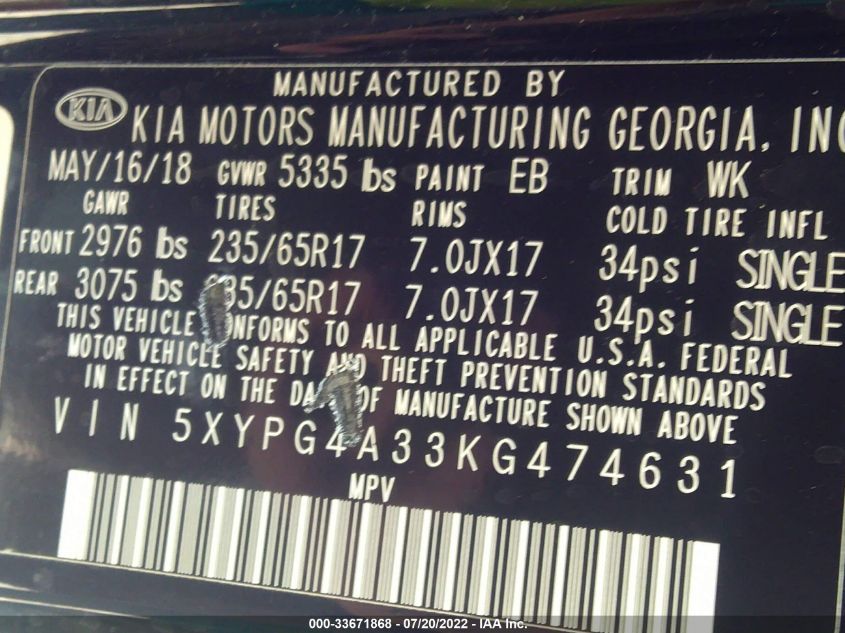 MANUFACTURED BY
KIA KIA MOTORS MANUFACTURING GEORGIA, INC
MAY/16/18 GVWR 5335 lbs PAINT EB TRIM WK
GAWR TIRES RIMS COLD TIRE INFL
FRONT 2976 lbs 235/65R17 7.0JX17 34psi SINGLE
REAR 3075 lbs 35/65R17 7.0JX17 34psi SINGLE
THIS VEHICLE NFORMS TO ALL APPLICABLE U.S.A. FEDERAL
MOTOR VEHICLE SAFETY AND THEFT PREVENTION STANDARDS
IN EFFECT ON THE DA OF MANUFACTURE SHOWN ABOVE
VIN 5XYPG4A33KG474631
MPV
000-33671868 - 07/20/2022 - IAA Inc.